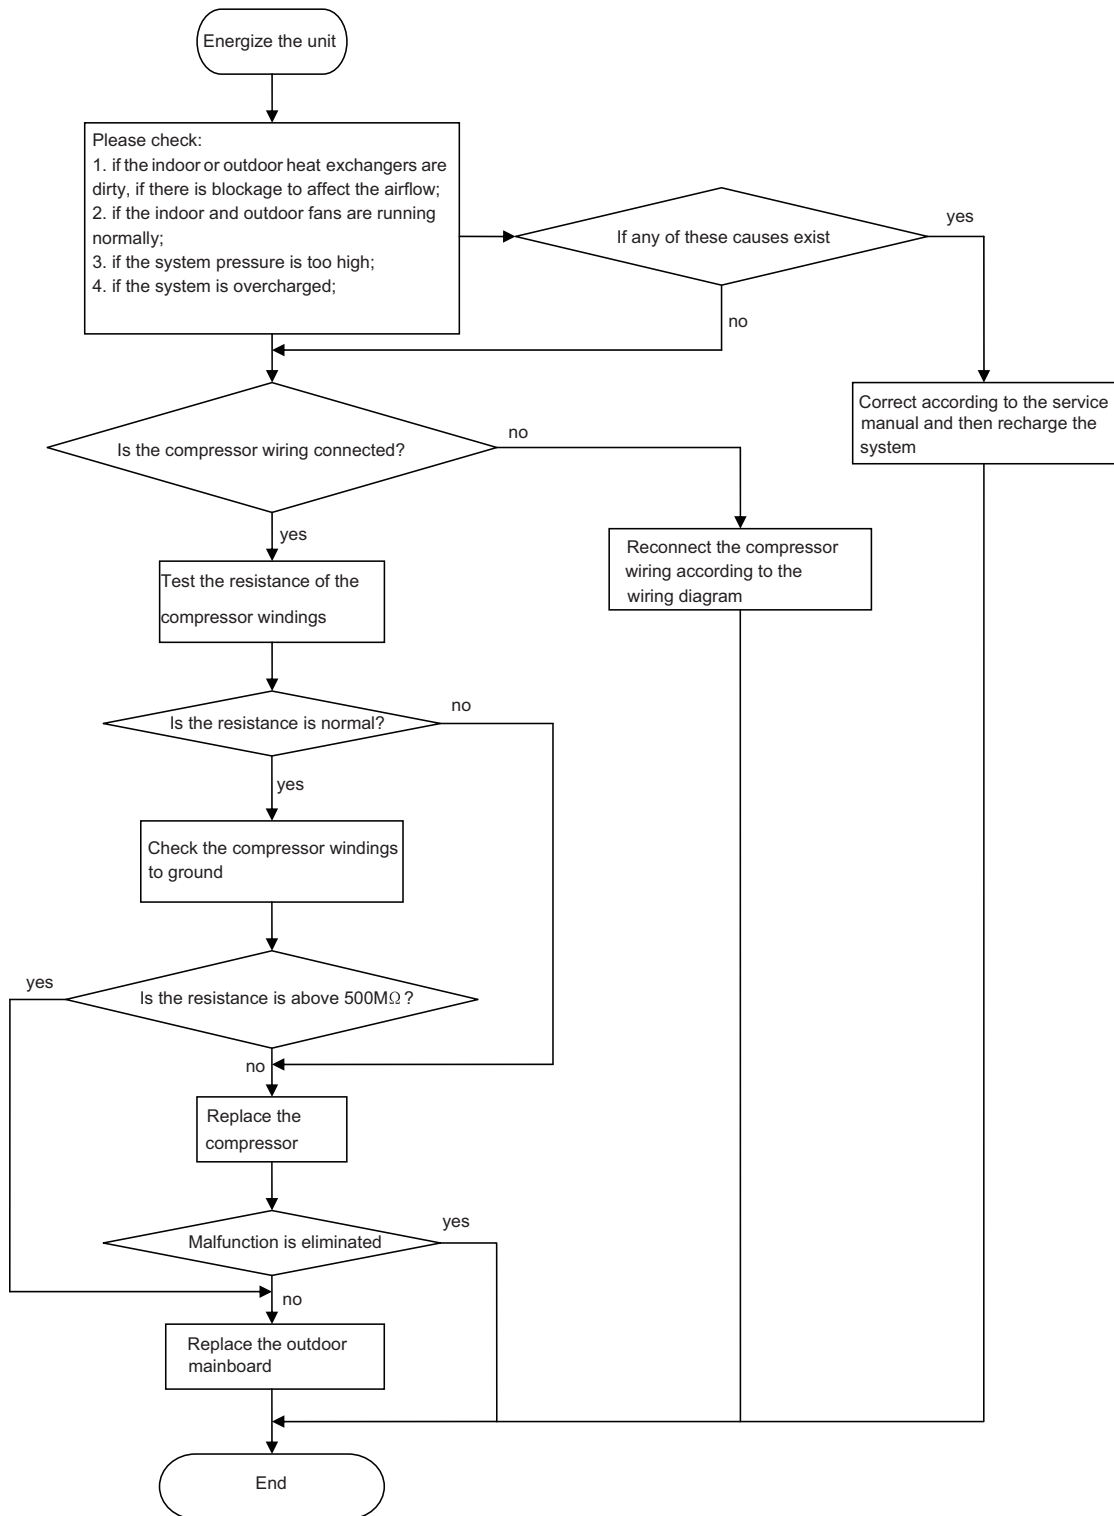 Energize the unit
Please check:
1. if the indoor or outdoor heat exchangers are
dirty, if there is blockage to affect the airflow;
2. if the indoor and outdoor fans are running
normally;
3. if the system pressure is too high;
4. if the system is overcharged;
If any of these causes exist
yes
no
Correct according to the service
manual and then recharge the
system
Is the compressor wiring connected?
no
yes
Reconnect the compressor
wiring according to the
wiring diagram
Test the resistance of the
compressor windings
Is the resistance is normal?
no
yes
Check the compressor windings
to ground
Is the resistance is above 500MΩ ?
yes
no
Replace the
compressor
Malfunction is eliminated
yes
no
Replace the outdoor
mainboard
End